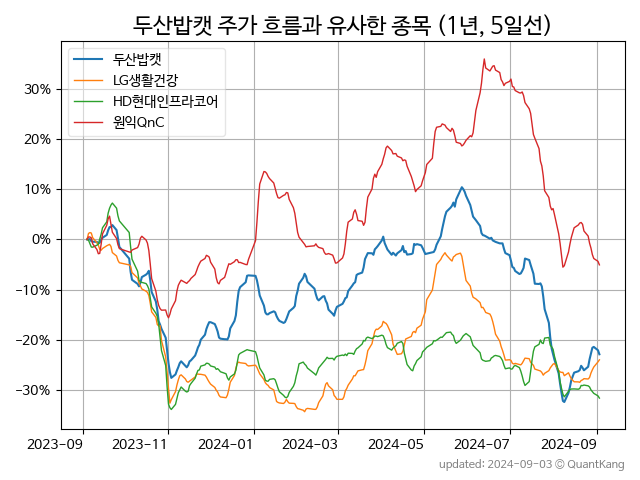 두산밥캣 주가 흐름과 유사한 종목 (1년, 5일선)
두산밥캣
LG생활건강
HD현대인프라코어
원익QnC
30%
20%
10%
0%
−10%
−20%
−30%
2023-09
2023-11
2024-01
2024-03
2024-05
2024-07
2024-09
updated: 2024-09-03 © QuantKang